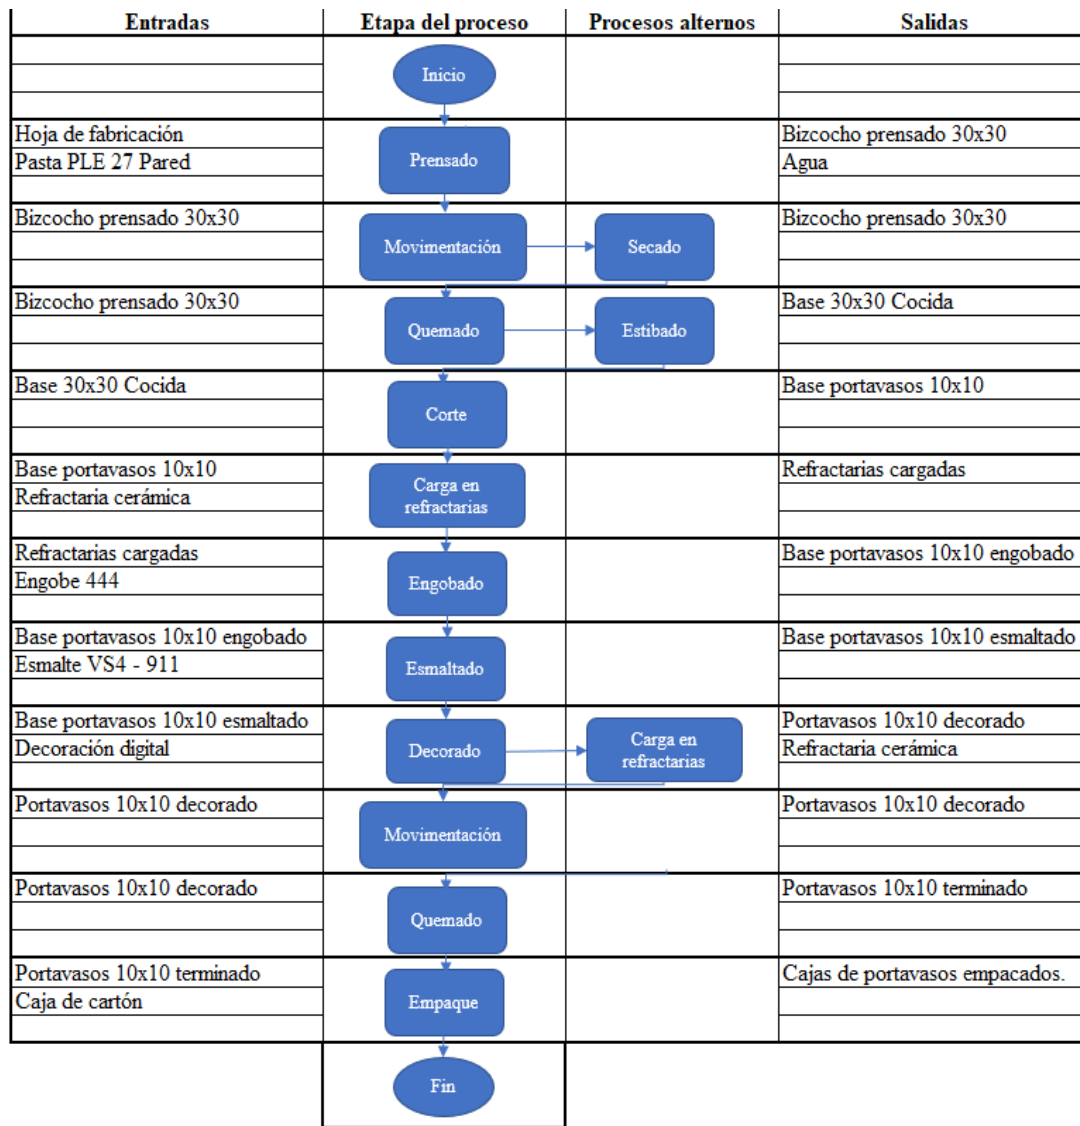 Entradas
Etapa del proceso
Procesos alternos
Salidas
Inicio
Hoja de fabricación
Pasta PLE 27 Pared
Prensado
Bizcocho prensado 30x30
Agua
Bizcocho prensado 30x30
Movimentación
Secado
Bizcocho prensado 30x30
Bizcocho prensado 30x30
Quemado
Estibado
Base 30x30 Cocida
Base 30x30 Cocida
Corte
Base portavasos 10x10
Base portavasos 10x10
Refractaria cerámica
Carga en
refractarias
Refractarias cargadas
Refractarias cargadas
Engobe 444
Engobado
Base portavasos 10x10 engobado
Base portavasos 10x10 engobado
Esmalte VS4 - 911
Esmaltado
Base portavasos 10x10 esmaltado
Base portavasos 10x10 esmaltado
Decoración digital
Decorado
Carga en
refractarias
Portavasos 10x10 decorado
Refractaria cerámica
Portavasos 10x10 decorado
Movimentación
Portavasos 10x10 decorado
Portavasos 10x10 decorado
Quemado
Portavasos 10x10 terminado
Portavasos 10x10 terminado
Caja de cartón
Empaque
Cajas de portavasos empacados.
Fin